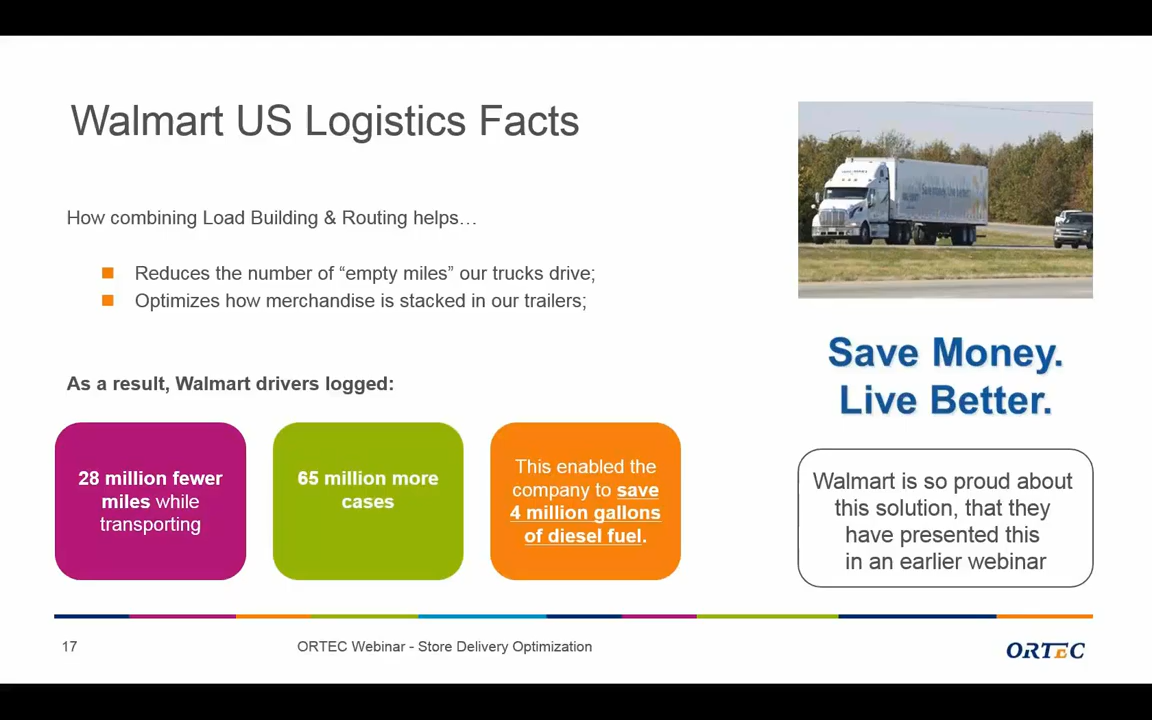 Walmart US Logistics Facts
How combining Load Building & Routing helps…
Reduces the number of “empty miles” our trucks drive;
Optimizes how merchandise is stacked in our trailers;
As a result, Walmart drivers logged:
28 million fewer
miles while
transporting
65 million more
cases
This enabled the
company to save
4 million gallons
of diesel fuel.
Save Money.
Live Better.
Walmart is so proud about
this solution, that they
have presented this
in an earlier webinar
17
ORTEC Webinar - Store Delivery Optimization
ORTEC